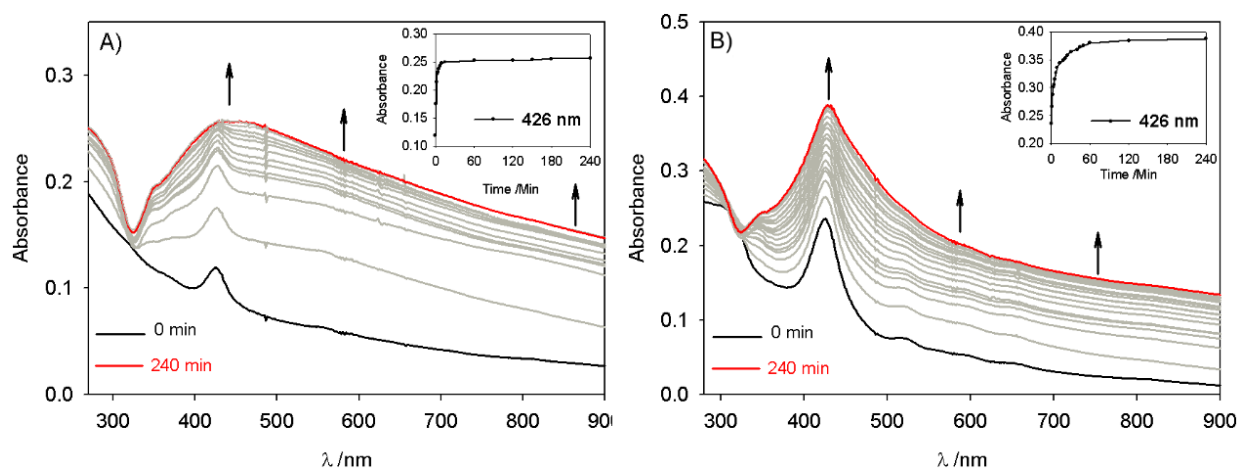 A)
Absorbance
0.3
0.2
0.1
0.0
300 400 500 600 700 800 900
λ /nm
0 min
240 min
Absorbance
0.30
0.25
0.20
0.15
0.10
0 60 120 180 240
Time /Min
426 nm
B)
Absorbance
0.5
0.4
0.3
0.2
0.1
0.0
300 400 500 600 700 800 900
λ /nm
0 min
240 min
Absorbance
0.40
0.35
0.30
0.25
0.20
0 60 120 240
Time /Min
426 nm